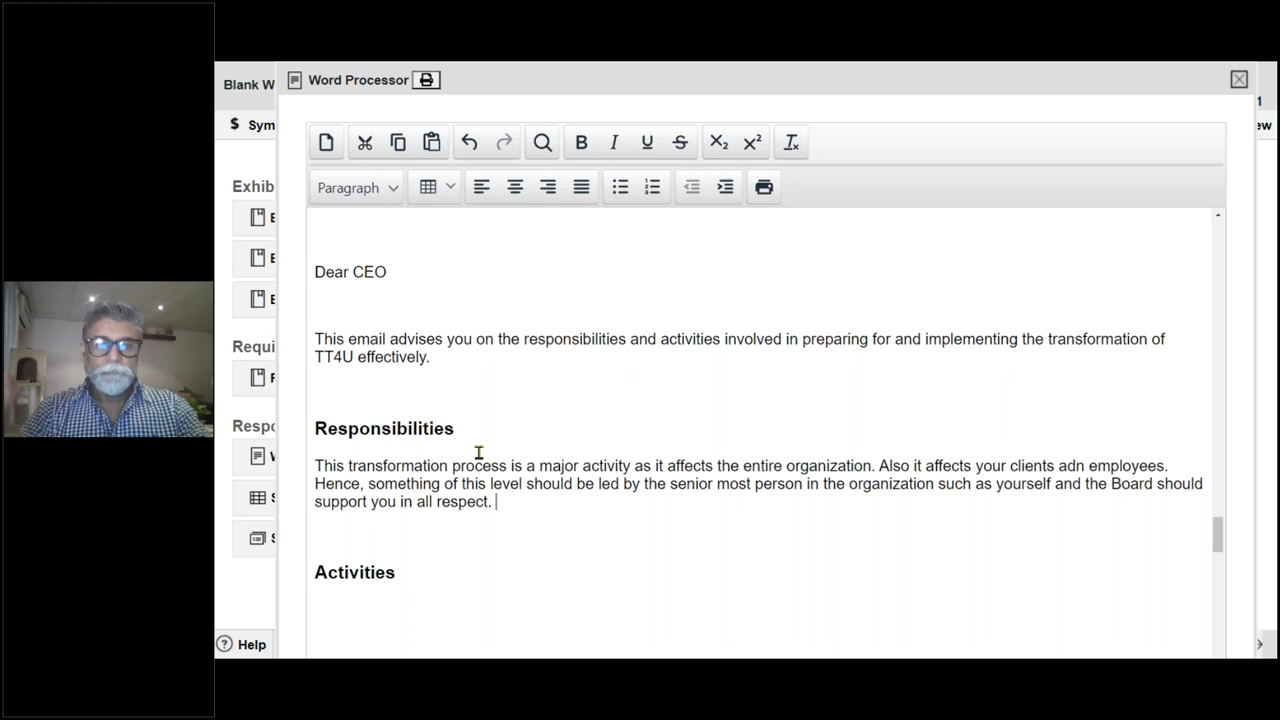 Blank W
Word Processor
1
$ Sym
ew
Paragraph
Exhib
E
E
E
Requi
Respo
Dear CEO
This email advises you on the responsibilities and activities involved in preparing for and implementing the transformation of
TT4U effectively.
Responsibilities
This transformation process is a major activity as it affects the entire organization. Also it affects your clients adn employees.
Hence, something of this level should be led by the senior most person in the organization such as yourself and the Board should
support you in all respect.
Activities
Help